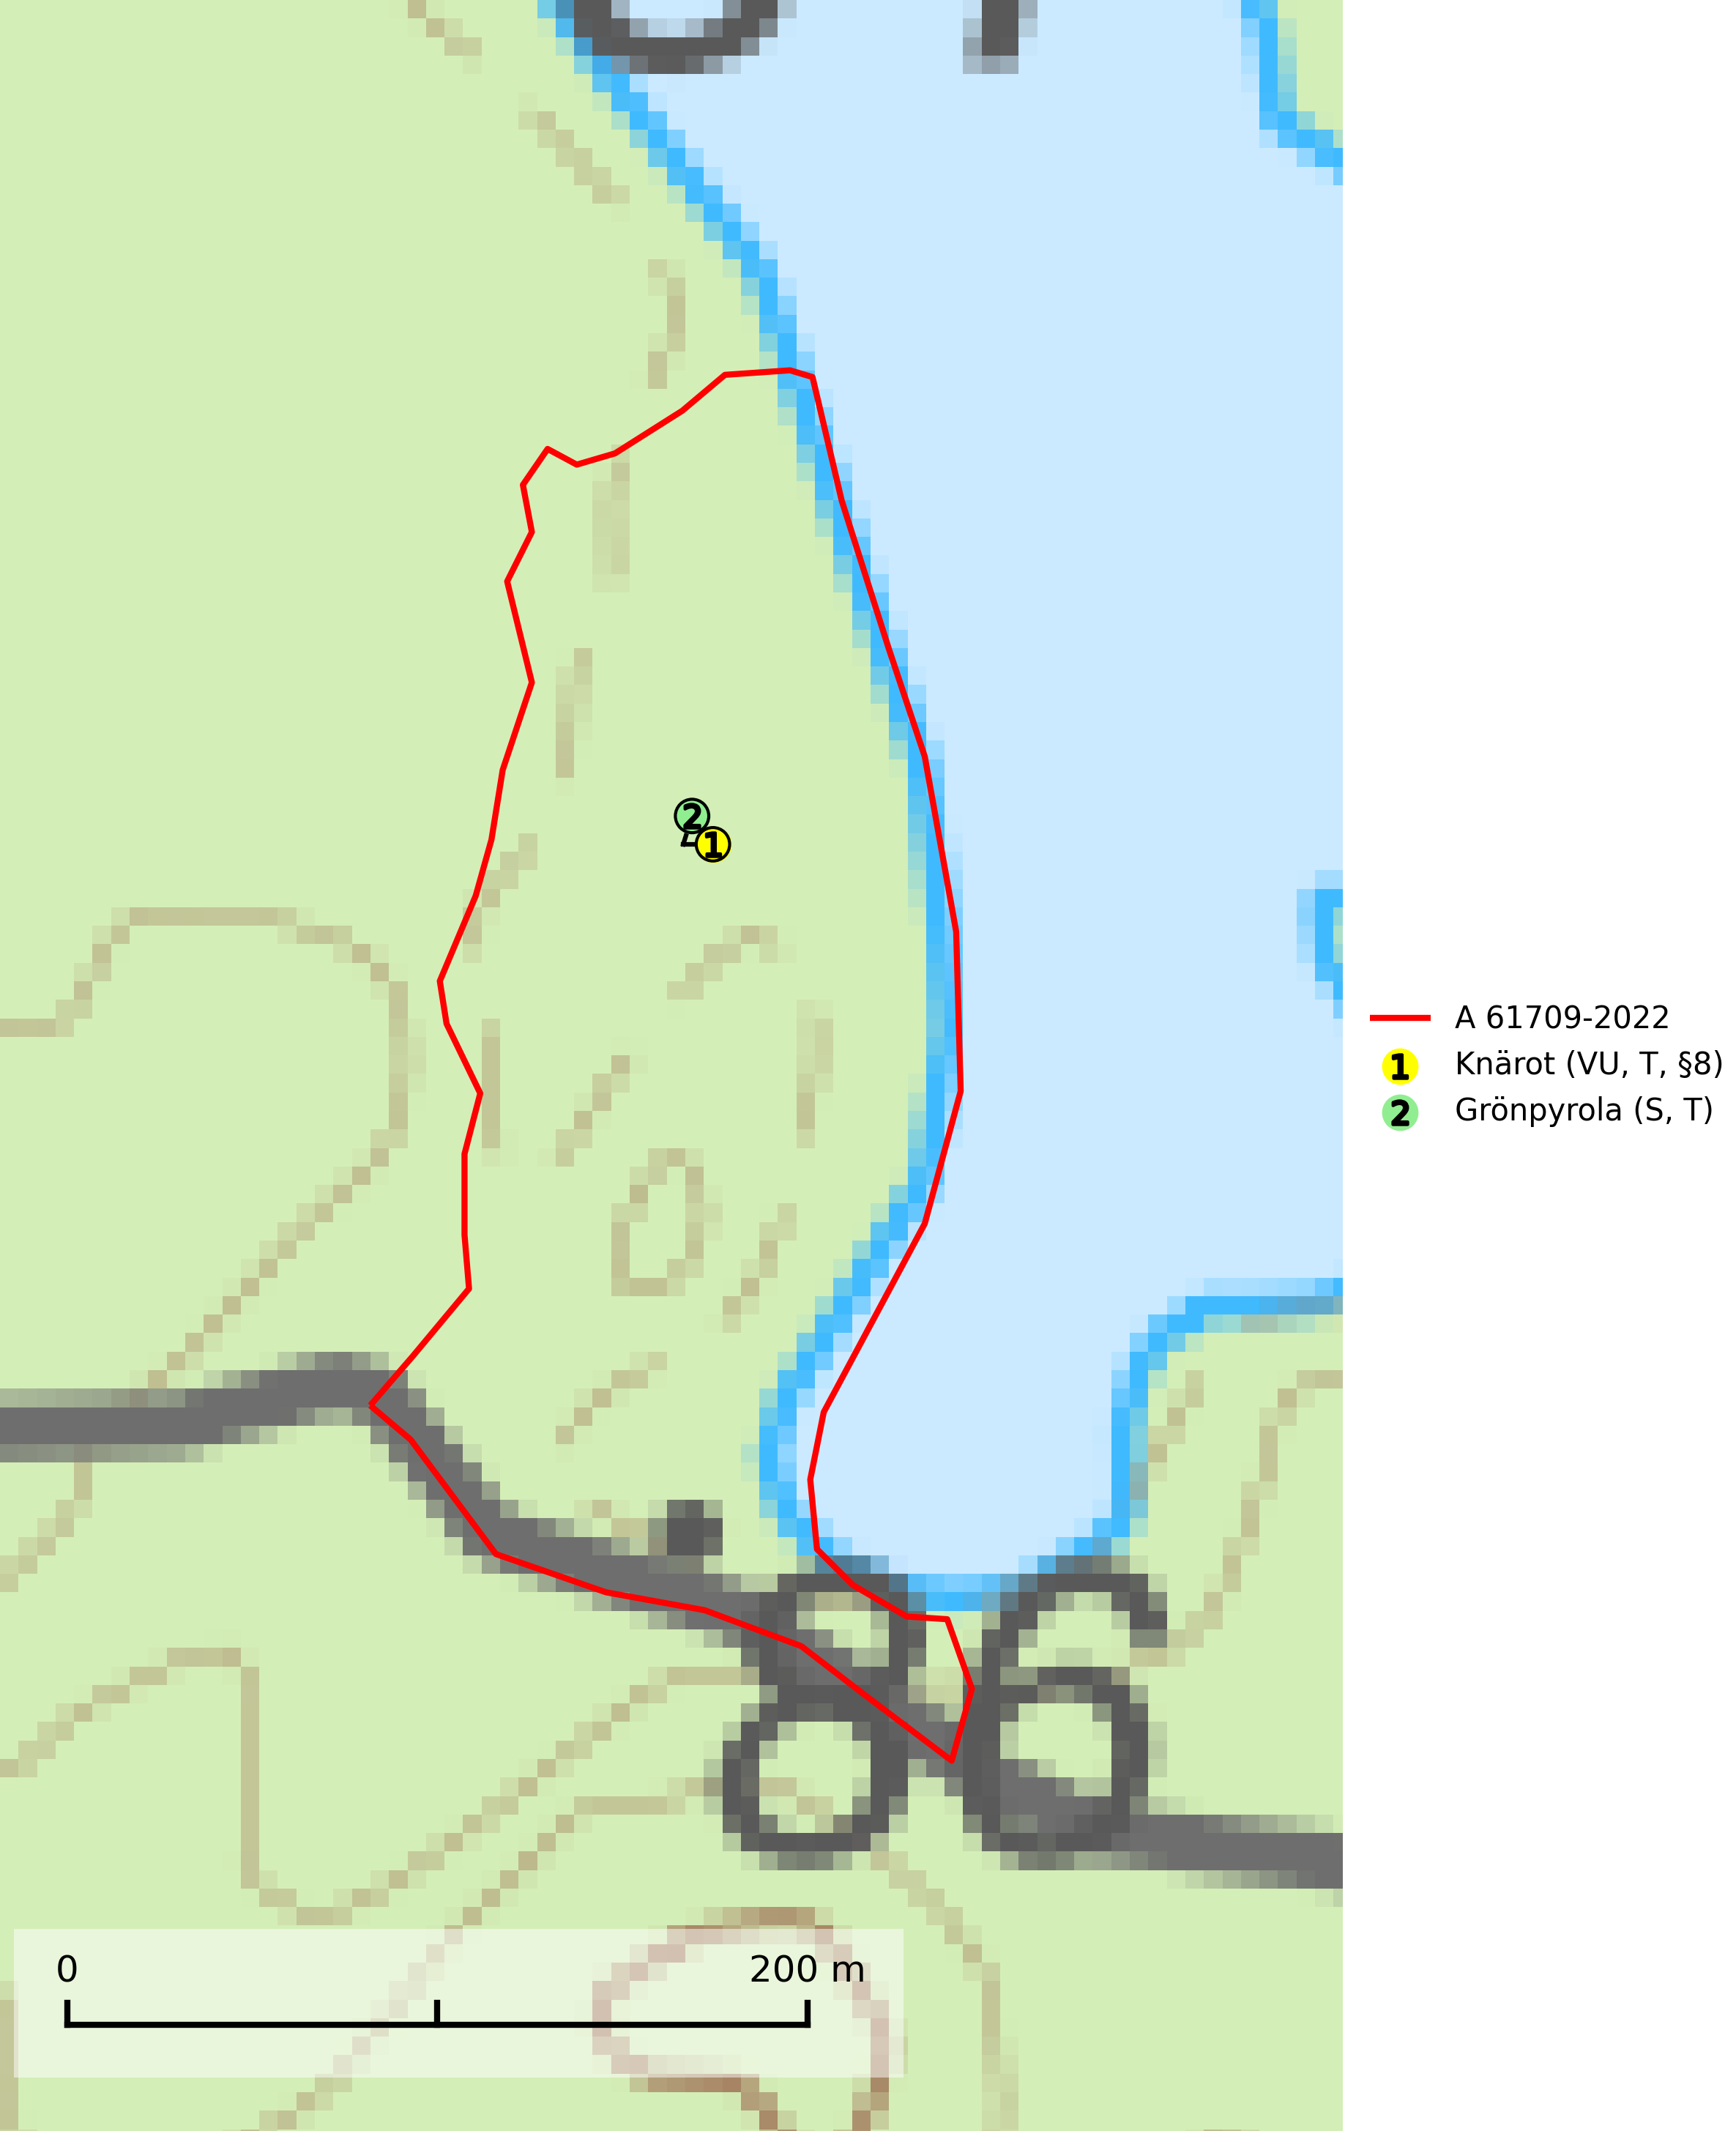 2
1
A 61709-2022
1 Knärot (VU, T, §8)
2 Grönpyrola (S, T)
0 200 m